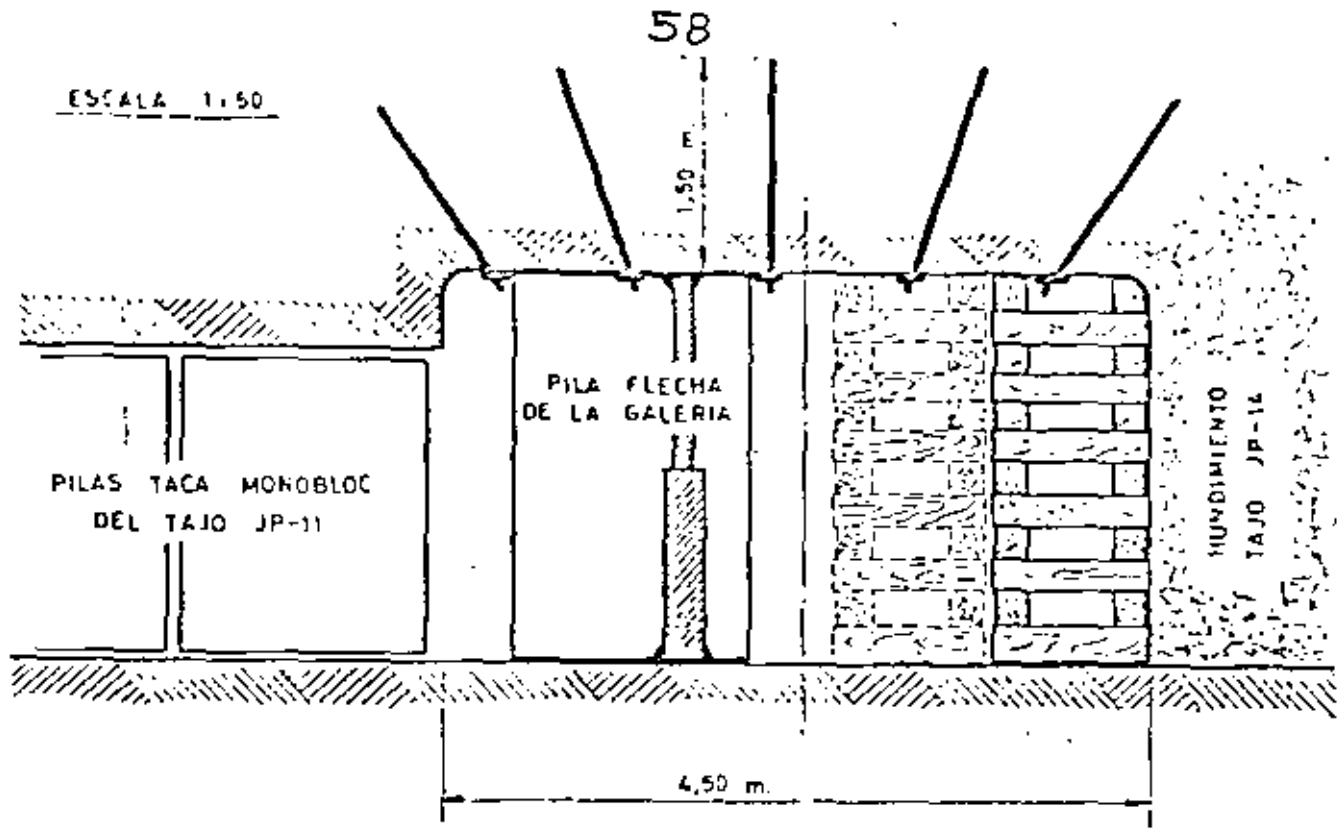 58
ESCALA 1:50
1,50 m.
PILA FLECHA
DE LA GALERIA
PILAS TACA MONOBLOC
DEL TAJO JP-11
HUNDIMIENTO
TAJO JP-14
4,50 m.